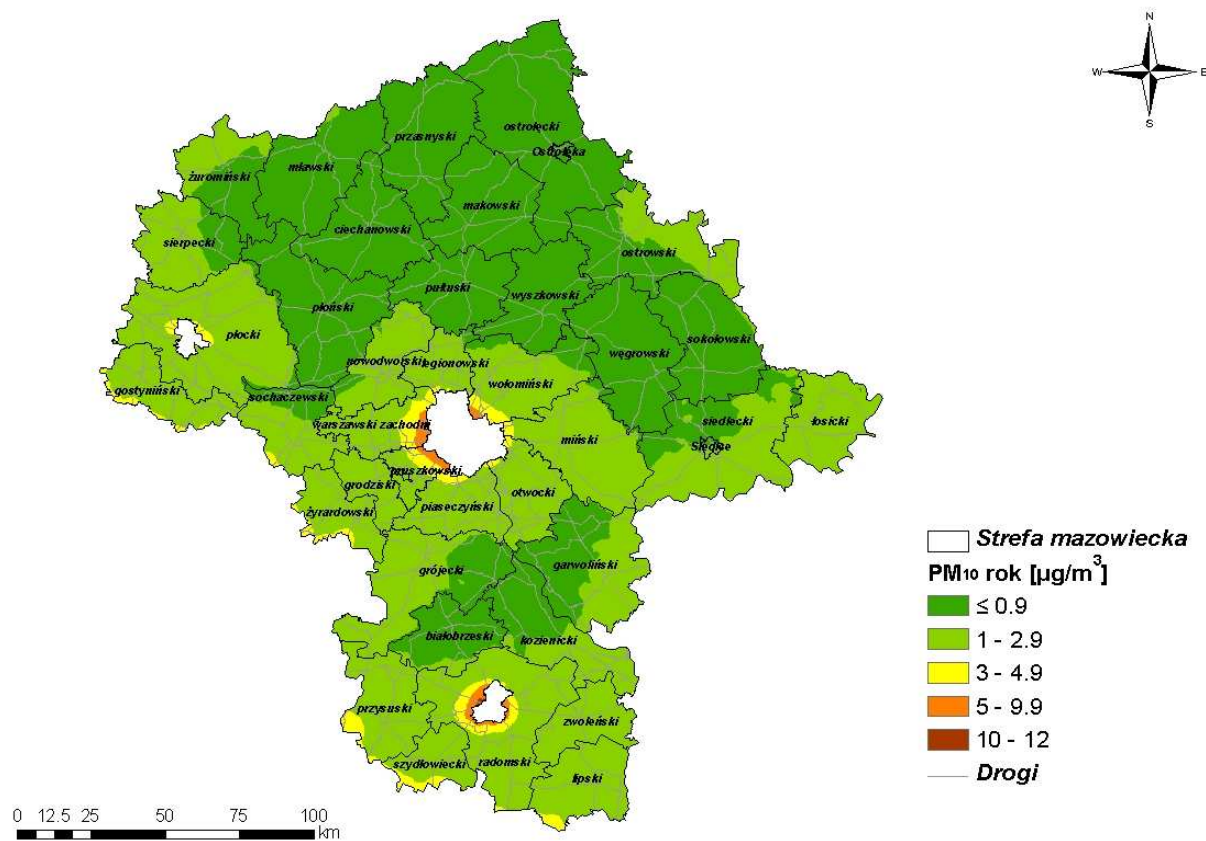 N
W E
S
ostrołęcki
przasnyski
Ostrołęka
mławski
żuromiński
makowski
ciechanowski
sierpecki
ostrowski
pułtuski
wyszkowski
płoński
płocki
sokołowski
węgrowski
nowodworski
legionowski
wołomiński
gostyniński
sochaczewski
siedlecki
łosicki
warszawski zachodni
miński
Siedlce
pruszkowski
grodziski
otwocki
żyrardowski
piaseczyński
garwoliński
grójecki
białobrzeski
kozienicki
przysuski
zwoleński
szydłowiecki
radomski
lipski
Strefa mazowiecka
PM10 rok [µg/m³]
≤ 0.9
1 - 2.9
3 - 4.9
5 - 9.9
10 - 12
Drogi
0 12.5 25 50 75 100
km